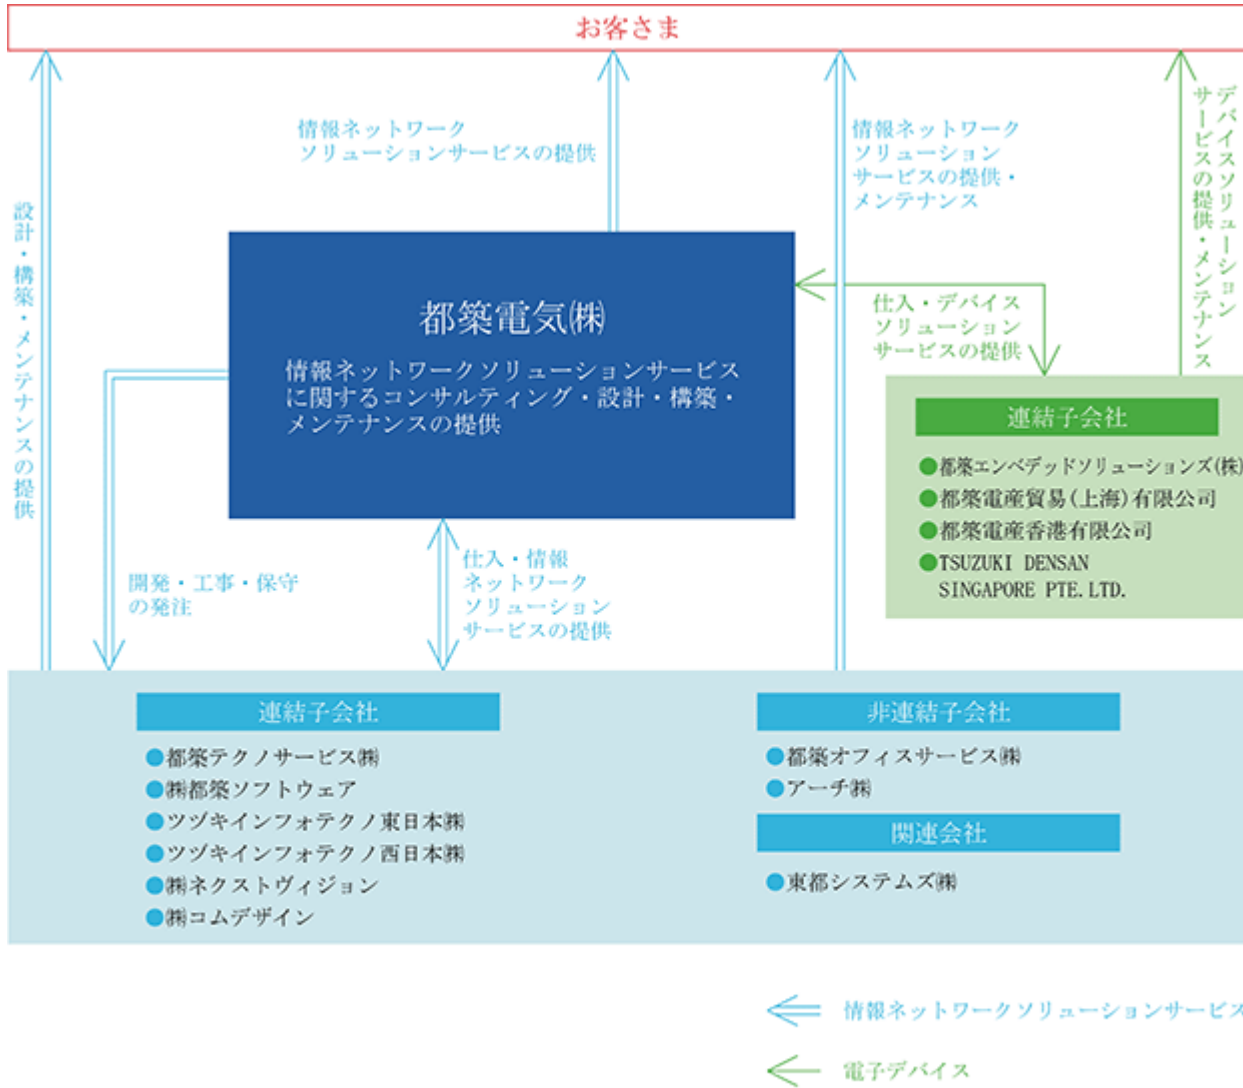 お客さま
情報ネットワーク
ソリューションサービスの提供
情報ネットワーク
ソリューション
サービスの提供・
メンテナンス
デバイスソリューション
サービスの提供・メンテナンス
設計・構築・メンテナンスの提供
都築電気㈱
情報ネットワークソリューションサービス
に関するコンサルティング・設計・構築・
メンテナンスの提供
仕入・デバイス
ソリューション
サービスの提供
連結子会社
●都築エンベデッドソリューションズ(株)
●都築電産貿易(上海)有限公司
●都築電産香港有限公司
●TSUZUKI DENSAN
SINGAPORE PTE.LTD.
開発・工事・保守
の発注
仕入・情報
ネットワーク
ソリューション
サービスの提供
連結子会社
●都築テクノサービス㈱
●㈱都築ソフトウェア
●ツヅキインフォテクノ東日本㈱
●ツヅキインフォテクノ西日本㈱
●㈱ネクストヴィジョン
●㈱コムデザイン
非連結子会社
●都築オフィスサービス㈱
●アーチ㈱
関連会社
●東都システムズ㈱
情報ネットワークソリューションサービス
電子デバイス